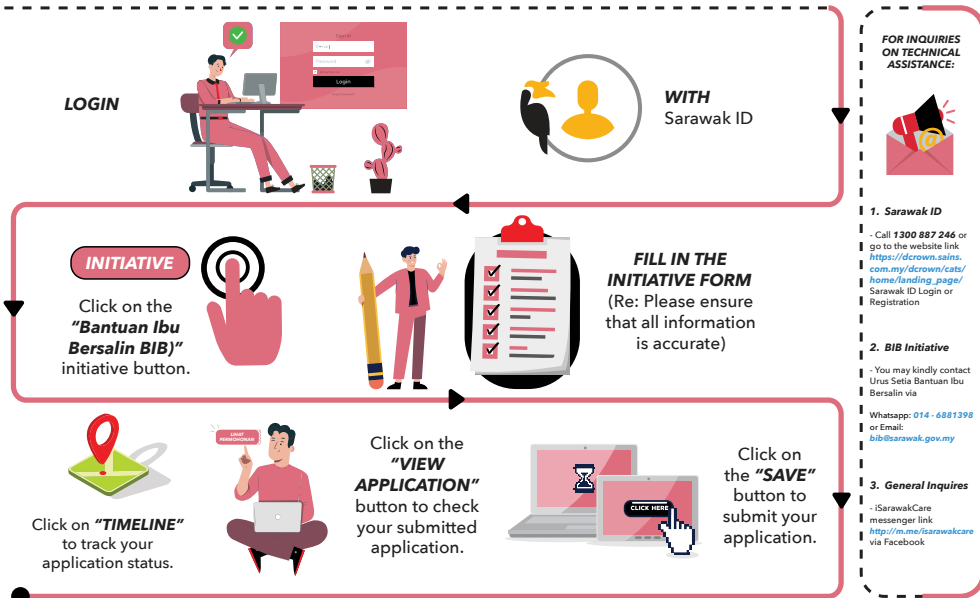 LOGIN
Sarawak ID
Email
Password
Login
WITH
Sarawak ID
INITIATIVE
Click on the
"Bantuan Ibu
Bersalin BIB)"
initiative button.
FILL IN THE
INITIATIVE FORM
(Re: Please ensure
that all information
is accurate)
Click on
the "SAVE"
button to
submit your
application.
CLICK HERE
Click on the
"VIEW
APPLICATION"
button to check
your submitted
application.
LIHAT
PERMOHONAN
Click on "TIMELINE"
to track your
application status.
FOR INQUIRIES
ON TECHNICAL
ASSISTANCE:
@
1. Sarawak ID
- Call 1300 887 246 or
go to the website link
https://dcrown.sains.
com.my/dcrown/cats/
home/landing_page/
Sarawak ID Login or
Registration
2. BIB Initiative
- You may kindly contact
Urus Setia Bantuan Ibu
Bersalin via
Whatsapp: 014 - 6881398
or Email:
bib@sarawak.gov.my
3. General Inquires
- iSarawakCare
messenger link
http://m.me/isarawakcare
via Facebook